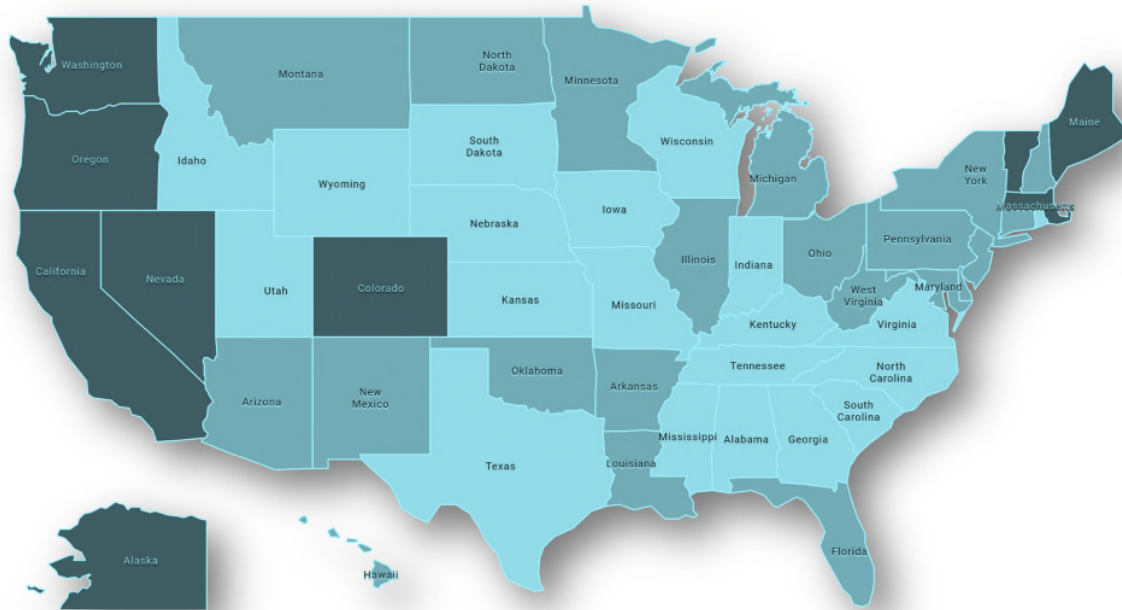 Washington
Montana
North
Dakota
Minnesota
Maine
Oregon
Idaho
South
Dakota
Wisconsin
New
York
Wyoming
Michigan
Massachusetts
Iowa
Nebraska
Pennsylvania
California
Nevada
Utah
Colorado
Illinois
Indiana
Ohio
West
Virginia
Maryland
Kansas
Missouri
Kentucky
Virginia
Tennessee
North
Carolina
Oklahoma
Arkansas
Arizona
New
Mexico
South
Carolina
Mississippi
Alabama
Georgia
Texas
Louisiana
Florida
Alaska
Hawaii